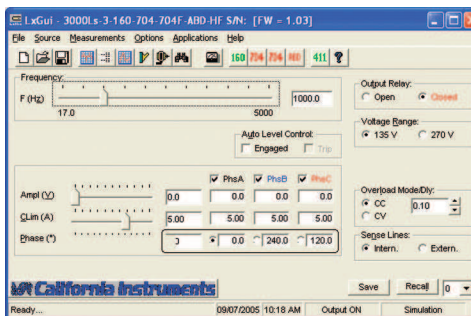 LxGui - 3000Ls-3-160-704-704F-ABD-HF S/N: [FW = 1.03]
File Source Measurements Options Applications Help
160 704 704 ABD 411 ?
Frequency:
F (Hz)
17.0 5000
1000.0
Output Relay:
Open Closed
Voltage Range:
135 V 270 V
Auto Level Control:
Engaged Trip
PhsA PhsB PhsC
Ampl (V) 0.0 0.0 0.0 0.0
CLim (A) 5.00 5.00 5.00 5.00
Phase (°) 0.0 240.0 120.0
Overload Mode/Dly:
CC
CV
0.10
Sense Lines:
Intern. Extern.
California Instruments
Save Recall 0
Ready... 09/07/2005 10:18 AM Output ON Simulation